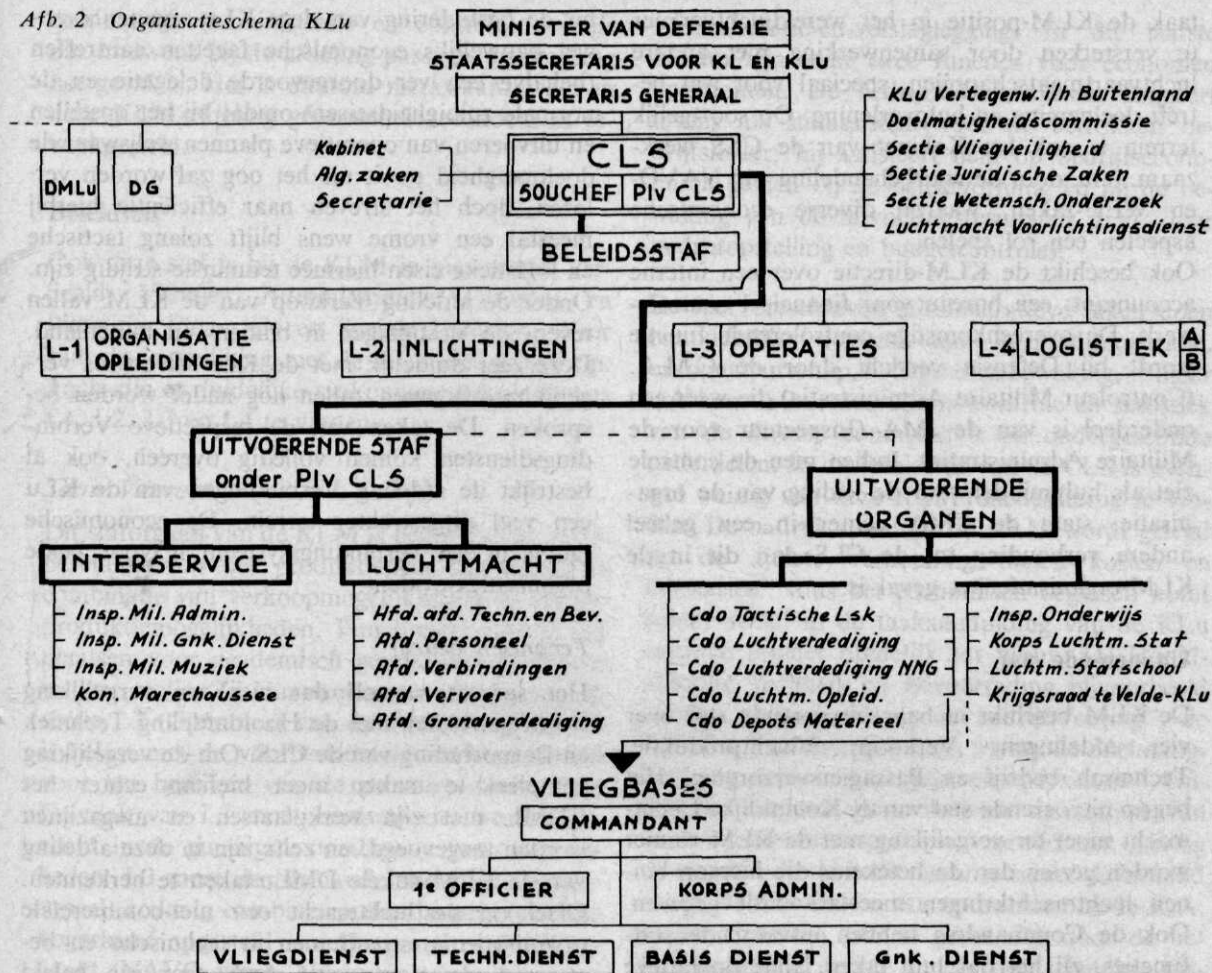 Afb. 2 Organisatieschema KLu
MINISTER VAN DEFENSIE
STAATSSECRETARIS VOOR KL EN KLu
SECRETARIS GENERAAL
KLu Vertegenw. i/h Buitenland
Doelmatigheidscommissie
Sectie Vliegveiligheid
Sectie Juridische Zaken
Sectie Wetensch. Onderzoek
Luchtmacht Voorlichtingsdienst
DMLu
DG
Kabinet
Alg. zaken
Secretarie
CLS
SOUCHEF Plv CLS
BELEIDSSTAF
L-1 ORGANISATIE
OPLEIDINGEN
L-2 INLICHTINGEN
L-3 OPERATIES
L-4 LOGISTIEK
A
B
UITVOERENDE STAF
onder Plv CLS
UITVOERENDE
ORGANEN
INTERSERVICE
Insp. Mil. Admin.
Insp. Mil. Gnk. Dienst
Insp. Mil. Muziek
Kon. Marechaussee
LUCHTMACHT
Hfd. afd. Techn. en Bev.
Afd. Personeel
Afd. Verbindingen
Afd. Vervoer
Afd. Grondverdediging
Cdo Tactische Lsk
Cdo Luchtverdediging
Cdo Luchtverdediging NNG
Cdo Luchtm. Opleid.
Cdo Depots Materieel
Insp. Onderwijs
Korps Luchtm. Staf
Luchtm. Stafschool
Krijgsraad te Velde-KLu
VLIEGBASES
COMMANDANT
1e OFFICIER
KORPS ADMIN.
VLIEGDIENST
TECHN. DIENST
BASIS DIENST
Gnk. DIENST